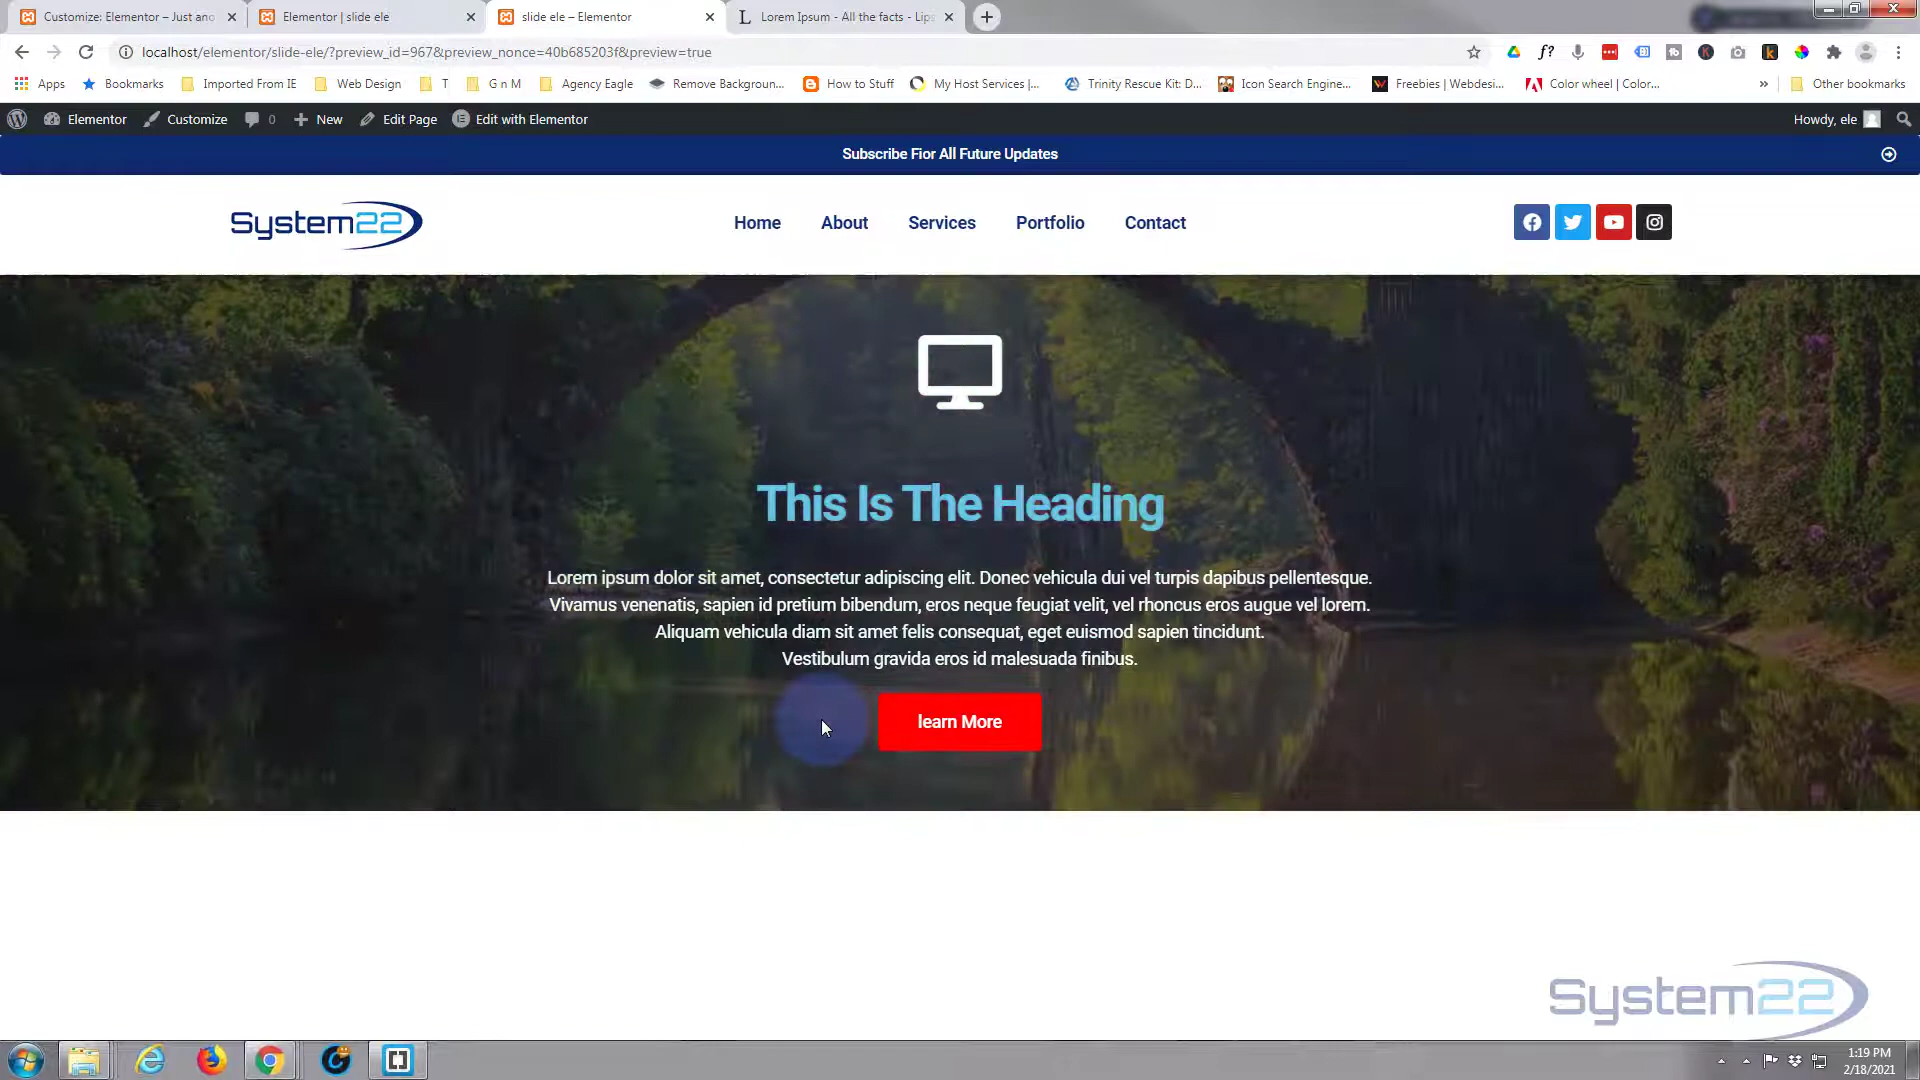 Customize: Elementor – Just ano
Elementor | slide ele
slide ele – Elementor
Lorem Ipsum - All the facts - Lips
localhost/elementor/slide-ele/?preview_id=967&preview_nonce=40b685203f&preview=true
Apps Bookmarks Imported From IE Web Design T G n M Agency Eagle Remove Backgroun... How to Stuff My Host Services |... Trinity Rescue Kit: D... Icon Search Engine... Freebies | Webdesi... Color wheel | Color... » Other bookmarks
Elementor Customize 0 New Edit Page Edit with Elementor Howdy, ele
Subscribe Fior All Future Updates
System22
Home About Services Portfolio Contact
This Is The Heading
Lorem ipsum dolor sit amet, consectetur adipiscing elit. Donec vehicula dui vel turpis dapibus pellentesque.
Vivamus venenatis, sapien id pretium bibendum, eros neque feugiat velit, vel rhoncus eros augue vel lorem.
Aliquam vehicula diam sit amet felis consequat, eget euismod sapien tincidunt.
Vestibulum gravida eros id malesuada finibus.
learn More
System22
1:19 PM
2/18/2021